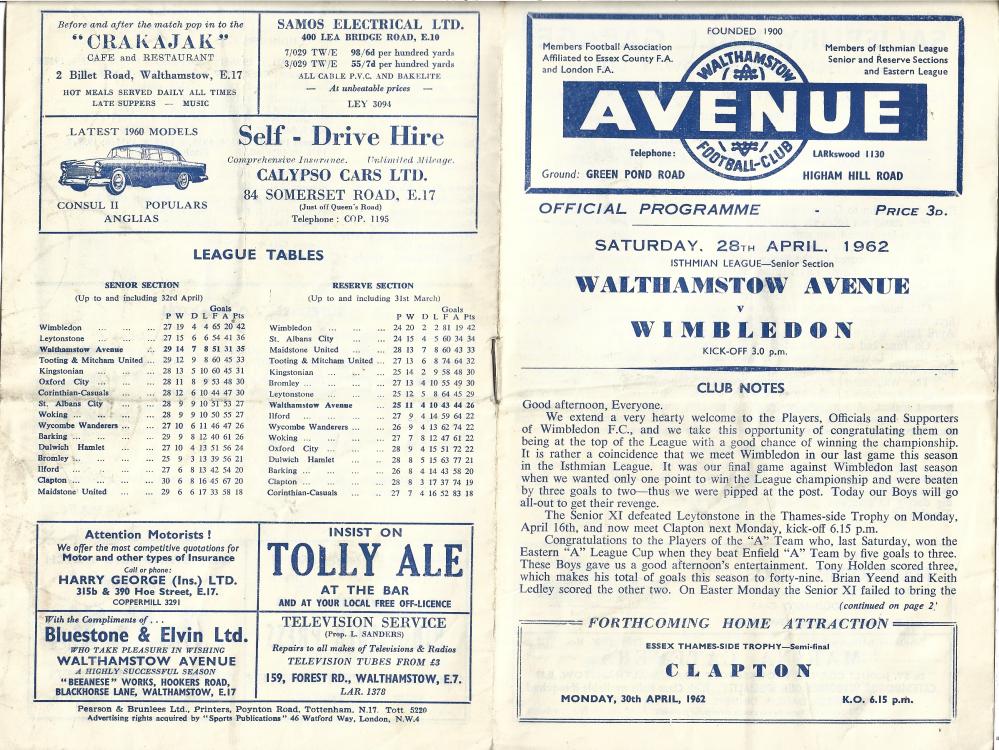 Before and after the match pop in to the
"CRAKAJAK"
CAFE and RESTAURANT
2 Billet Road, Walthamstow, E.17
HOT MEALS SERVED DAILY ALL TIMES
LATE SUPPERS — MUSIC
SAMOS ELECTRICAL LTD.
400 LEA BRIDGE ROAD, E.10
7/029 TW/E 98/6d per hundred yards
3/029 TW/E 55/7d per hundred yards
ALL CABLE P.V.C. AND BAKELITE
— At unbeatable prices —
LEY 3094
LATEST 1960 MODELS
CONSUL II POPULARS
ANGLIAS
Self - Drive Hire
Comprehensive Insurance. Unlimited Mileage.
CALYPSO CARS LTD.
84 SOMERSET ROAD, E.17
(Just off Queen's Road)
Telephone : COP. 1195
LEAGUE TABLES
SENIOR SECTION
(Up to and including 32rd April)
Goals
P W D L F A Pts
Wimbledon ... ... ... 27 19 4 4 65 20 42
Leytonstone ... ... ... 27 15 6 6 54 41 36
Walthamstow Avenue ... 29 14 7 8 51 31 35
Tooting & Mitcham United ... 29 12 9 8 60 45 33
Kingstonian ... ... ... 28 13 5 10 60 45 31
Oxford City ... ... ... 28 11 8 9 53 48 30
Corinthian-Casuals ... ... 28 12 6 10 44 47 30
St. Albans City ... ... 28 10 9 10 51 53 27
Woking ... ... ... 28 9 9 10 50 55 27
Wycombe Wanderers ... ... 27 10 6 11 46 47 26
Barking ... ... ... 29 9 8 12 40 61 26
Dulwich Hamlet ... ... 27 10 4 13 51 56 24
Bromley ... ... ... 25 9 3 13 39 56 21
Ilford ... ... ... 27 6 8 13 42 54 20
Clapton ... ... ... 30 6 8 16 45 67 20
Maidstone United ... ... 29 6 6 17 33 58 18
RESERVE SECTION
(Up to and including 31st March)
Goals
P W D L F A Pts
Wimbledon ... ... ... 24 20 2 2 81 19 42
St. Albans City ... ... 24 15 4 5 60 34 34
Maidstone United ... ... 28 13 7 8 60 43 33
Tooting & Mitcham United ... 27 13 6 8 74 64 32
Kingstonian ... ... ... 25 14 2 9 58 48 30
Bromley ... ... ... 27 13 4 10 55 49 30
Leytonstone ... ... ... 25 12 5 8 64 45 29
Walthamstow Avenue ... ... 25 11 4 10 43 44 26
Ilford ... ... ... 27 9 4 14 59 64 22
Wycombe Wanderers ... ... 26 9 4 13 62 74 22
Woking ... ... ... 27 7 8 12 47 61 22
Oxford City ... ... ... 28 9 4 15 51 72 22
Dulwich Hamlet ... ... 28 8 5 15 63 77 21
Barking ... ... ... 26 8 4 14 43 58 20
Clapton ... ... ... 28 8 3 17 37 74 19
Corinthian-Casuals ... ... 27 7 4 16 52 83 18
Attention Motorists !
We offer the most competitive quotations for
Motor and other types of Insurance
Call or phone:
HARRY GEORGE (Ins.) LTD.
315b & 390 Hoe Street, E.17.
COPPERMILL 3291
INSIST ON
TOLLY ALE
AT THE BAR
AND AT YOUR LOCAL FREE OFF-LICENCE
With the Compliments of . . .
Bluestone & Elvin Ltd.
WHO TAKE PLEASURE IN WISHING
WALTHAMSTOW AVENUE
A HIGHLY SUCCESSFUL SEASON
"BEEANESE" WORKS, HOOKERS ROAD,
BLACKHORSE LANE, WALTHAMSTOW, E.17
TELEVISION SERVICE
(Prop. L. SANDERS)
Repairs to all makes of Televisions & Radios
TELEVISION TUBES FROM £3
159, FOREST RD., WALTHAMSTOW, E.7.
LAR. 1378
Pearson & Brunlees Ltd., Printers, Poynton Road, Tottenham. N.17. Tott 5220
Advertising rights acquired by "Sports Publications" 46 Watford Way, London, N.W.4
FOUNDED 1900
Members Football Association
Affiliated to Essex County F.A.
and London F.A.
WALTHAMSTOW
AVENUE
FOOTBALL-CLUB
Members of Isthmian League
Senior and Reserve Sections
and Eastern League
Telephone: LARkswood 1130
Ground: GREEN POND ROAD HIGHAM HILL ROAD
OFFICIAL PROGRAMME - PRICE 3D.
SATURDAY, 28TH APRIL, 1962
ISTHMIAN LEAGUE—Senior Section
WALTHAMSTOW AVENUE
v
WIMBLEDON
KICK-OFF 3.0 p.m.
CLUB NOTES
Good afternoon, Everyone.
We extend a very hearty welcome to the Players, Officials and Supporters
of Wimbledon F.C., and we take this opportunity of congratulating them on
being at the top of the League with a good chance of winning the championship.
It is rather a coincidence that we meet Wimbledon in our last game this season
in the Isthmian League. It was our final game against Wimbledon last season
when we wanted only one point to win the League championship and were beaten
by three goals to two—thus we were pipped at the post. Today our Boys will go
all-out to get their revenge.
The Senior XI defeated Leytonstone in the Thames-side Trophy on Monday,
April 16th, and now meet Clapton next Monday, kick-off 6.15 p.m.
Congratulations to the Players of the "A" Team who, last Saturday, won the
Eastern "A" League Cup when they beat Enfield "A" Team by five goals to three.
These Boys gave us a good afternoon's entertainment. Tony Holden scored three,
which makes his total of goals this season to forty-nine. Brian Yeend and Keith
Ledley scored the other two. On Easter Monday the Senior XI failed to bring the
(continued on page 2)
FORTHCOMING HOME ATTRACTION
ESSEX THAMES-SIDE TROPHY—Semi-final
CLAPTON
MONDAY, 30th APRIL, 1962 K.O. 6.15 p.m.